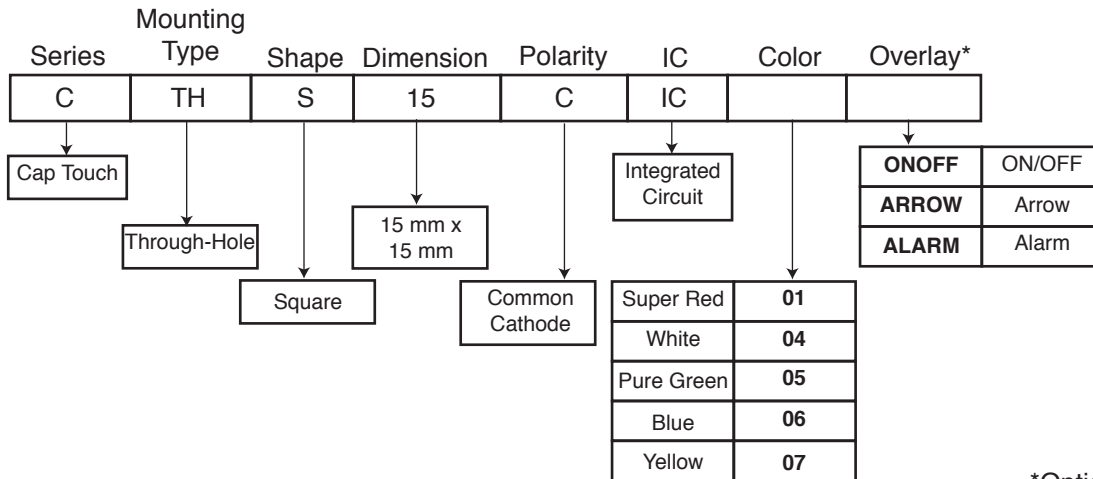 Series Mounting Type Shape Dimension Polarity IC Color Overlay*
C TH S 15 C IC
Cap Touch
Through-Hole
Square
15 mm x
15 mm
Common
Cathode
Integrated
Circuit
Super Red 01
White 04
Pure Green 05
Blue 06
Yellow 07
ONOFF ON/OFF
ARROW Arrow
ALARM Alarm